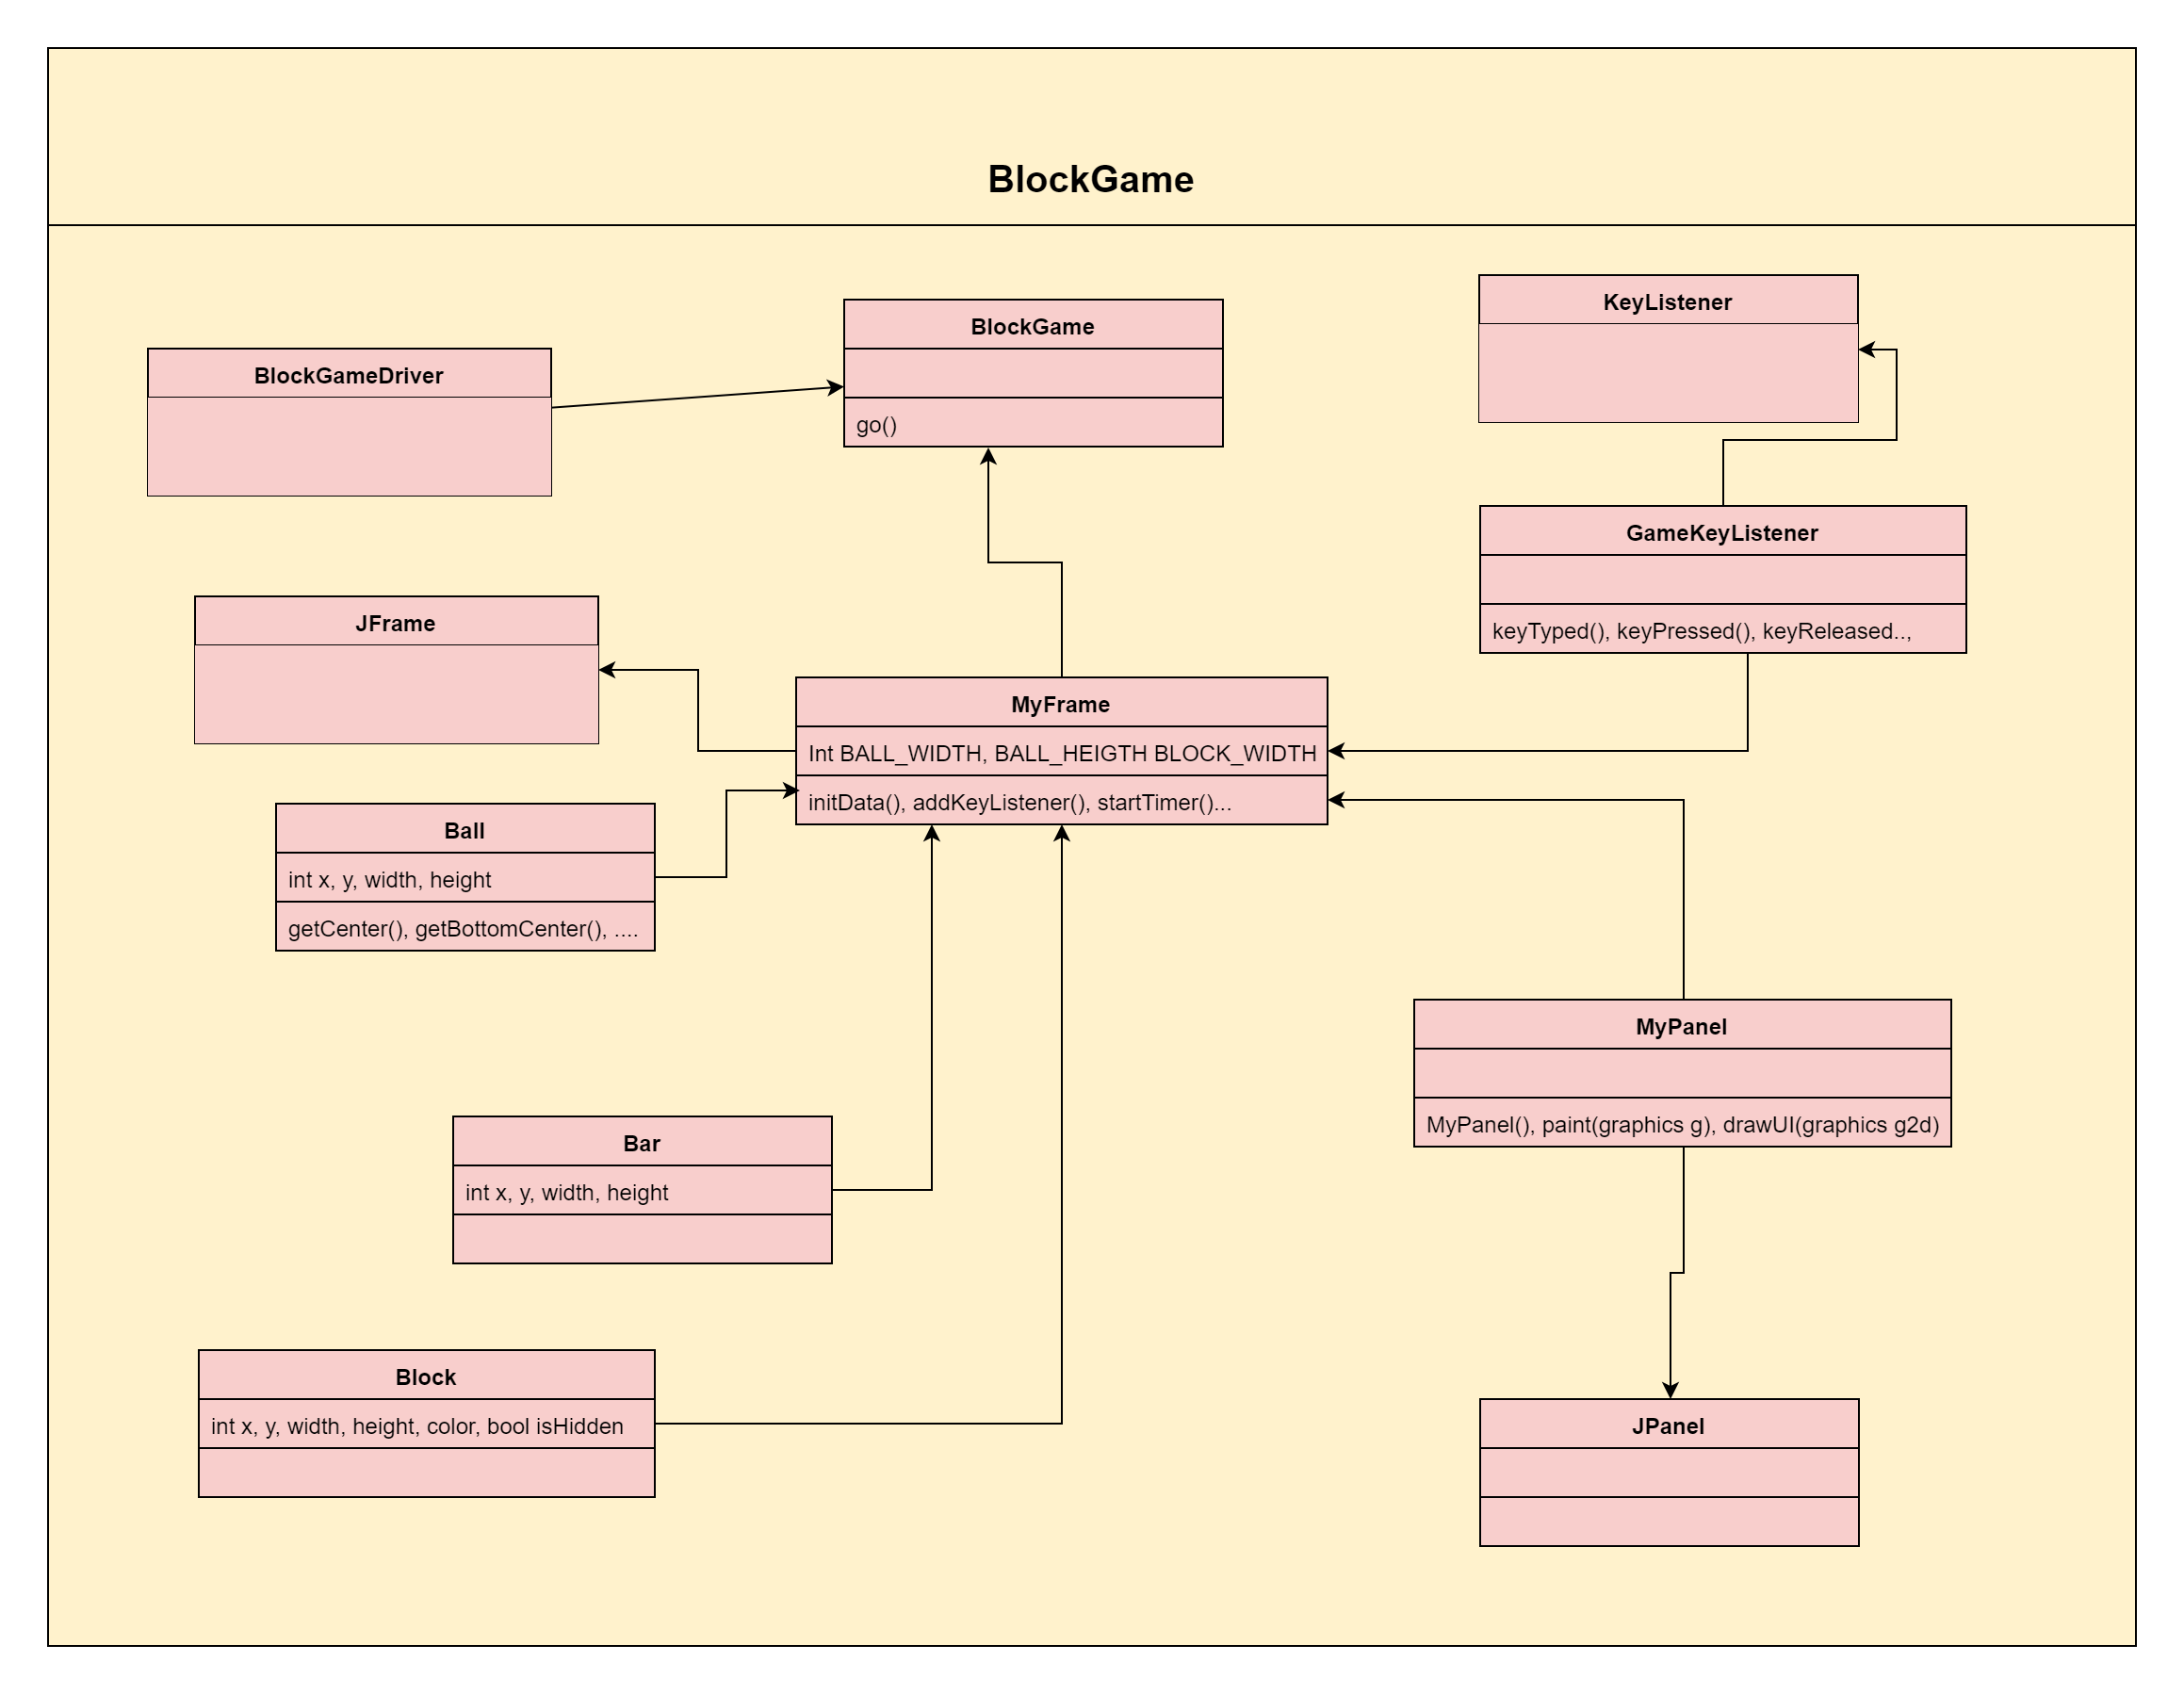 BlockGame
BlockGame
go()
BlockGameDriver
KeyListener
GameKeyListener
keyTyped(), keyPressed(), keyReleased..,
JFrame
MyFrame
Int BALL_WIDTH, BALL_HEIGTH BLOCK_WIDTH
initData(), addKeyListener(), startTimer()...
Ball
int x, y, width, height
getCenter(), getBottomCenter(), ....
MyPanel
MyPanel(), paint(graphics g), drawUI(graphics g2d)
Bar
int x, y, width, height
Block
int x, y, width, height, color, bool isHidden
JPanel